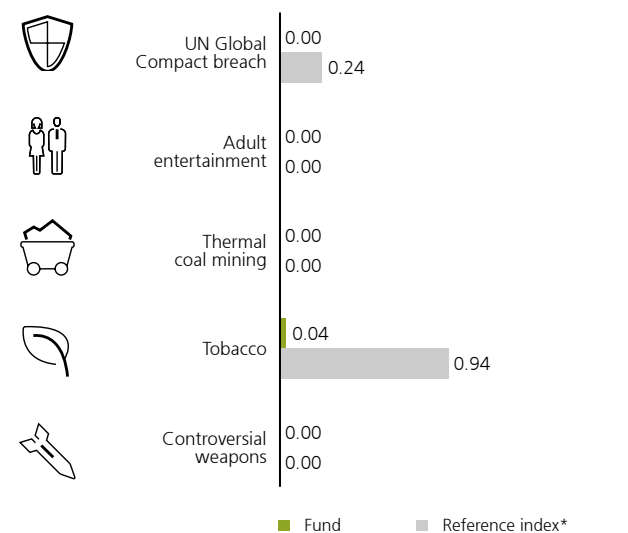 UN Global
Compact breach
0.00
0.24
Adult
entertainment
0.00
0.00
Thermal
coal mining
0.00
0.00
Tobacco
0.04
0.94
Controversial
weapons
0.00
0.00
Fund
Reference index*